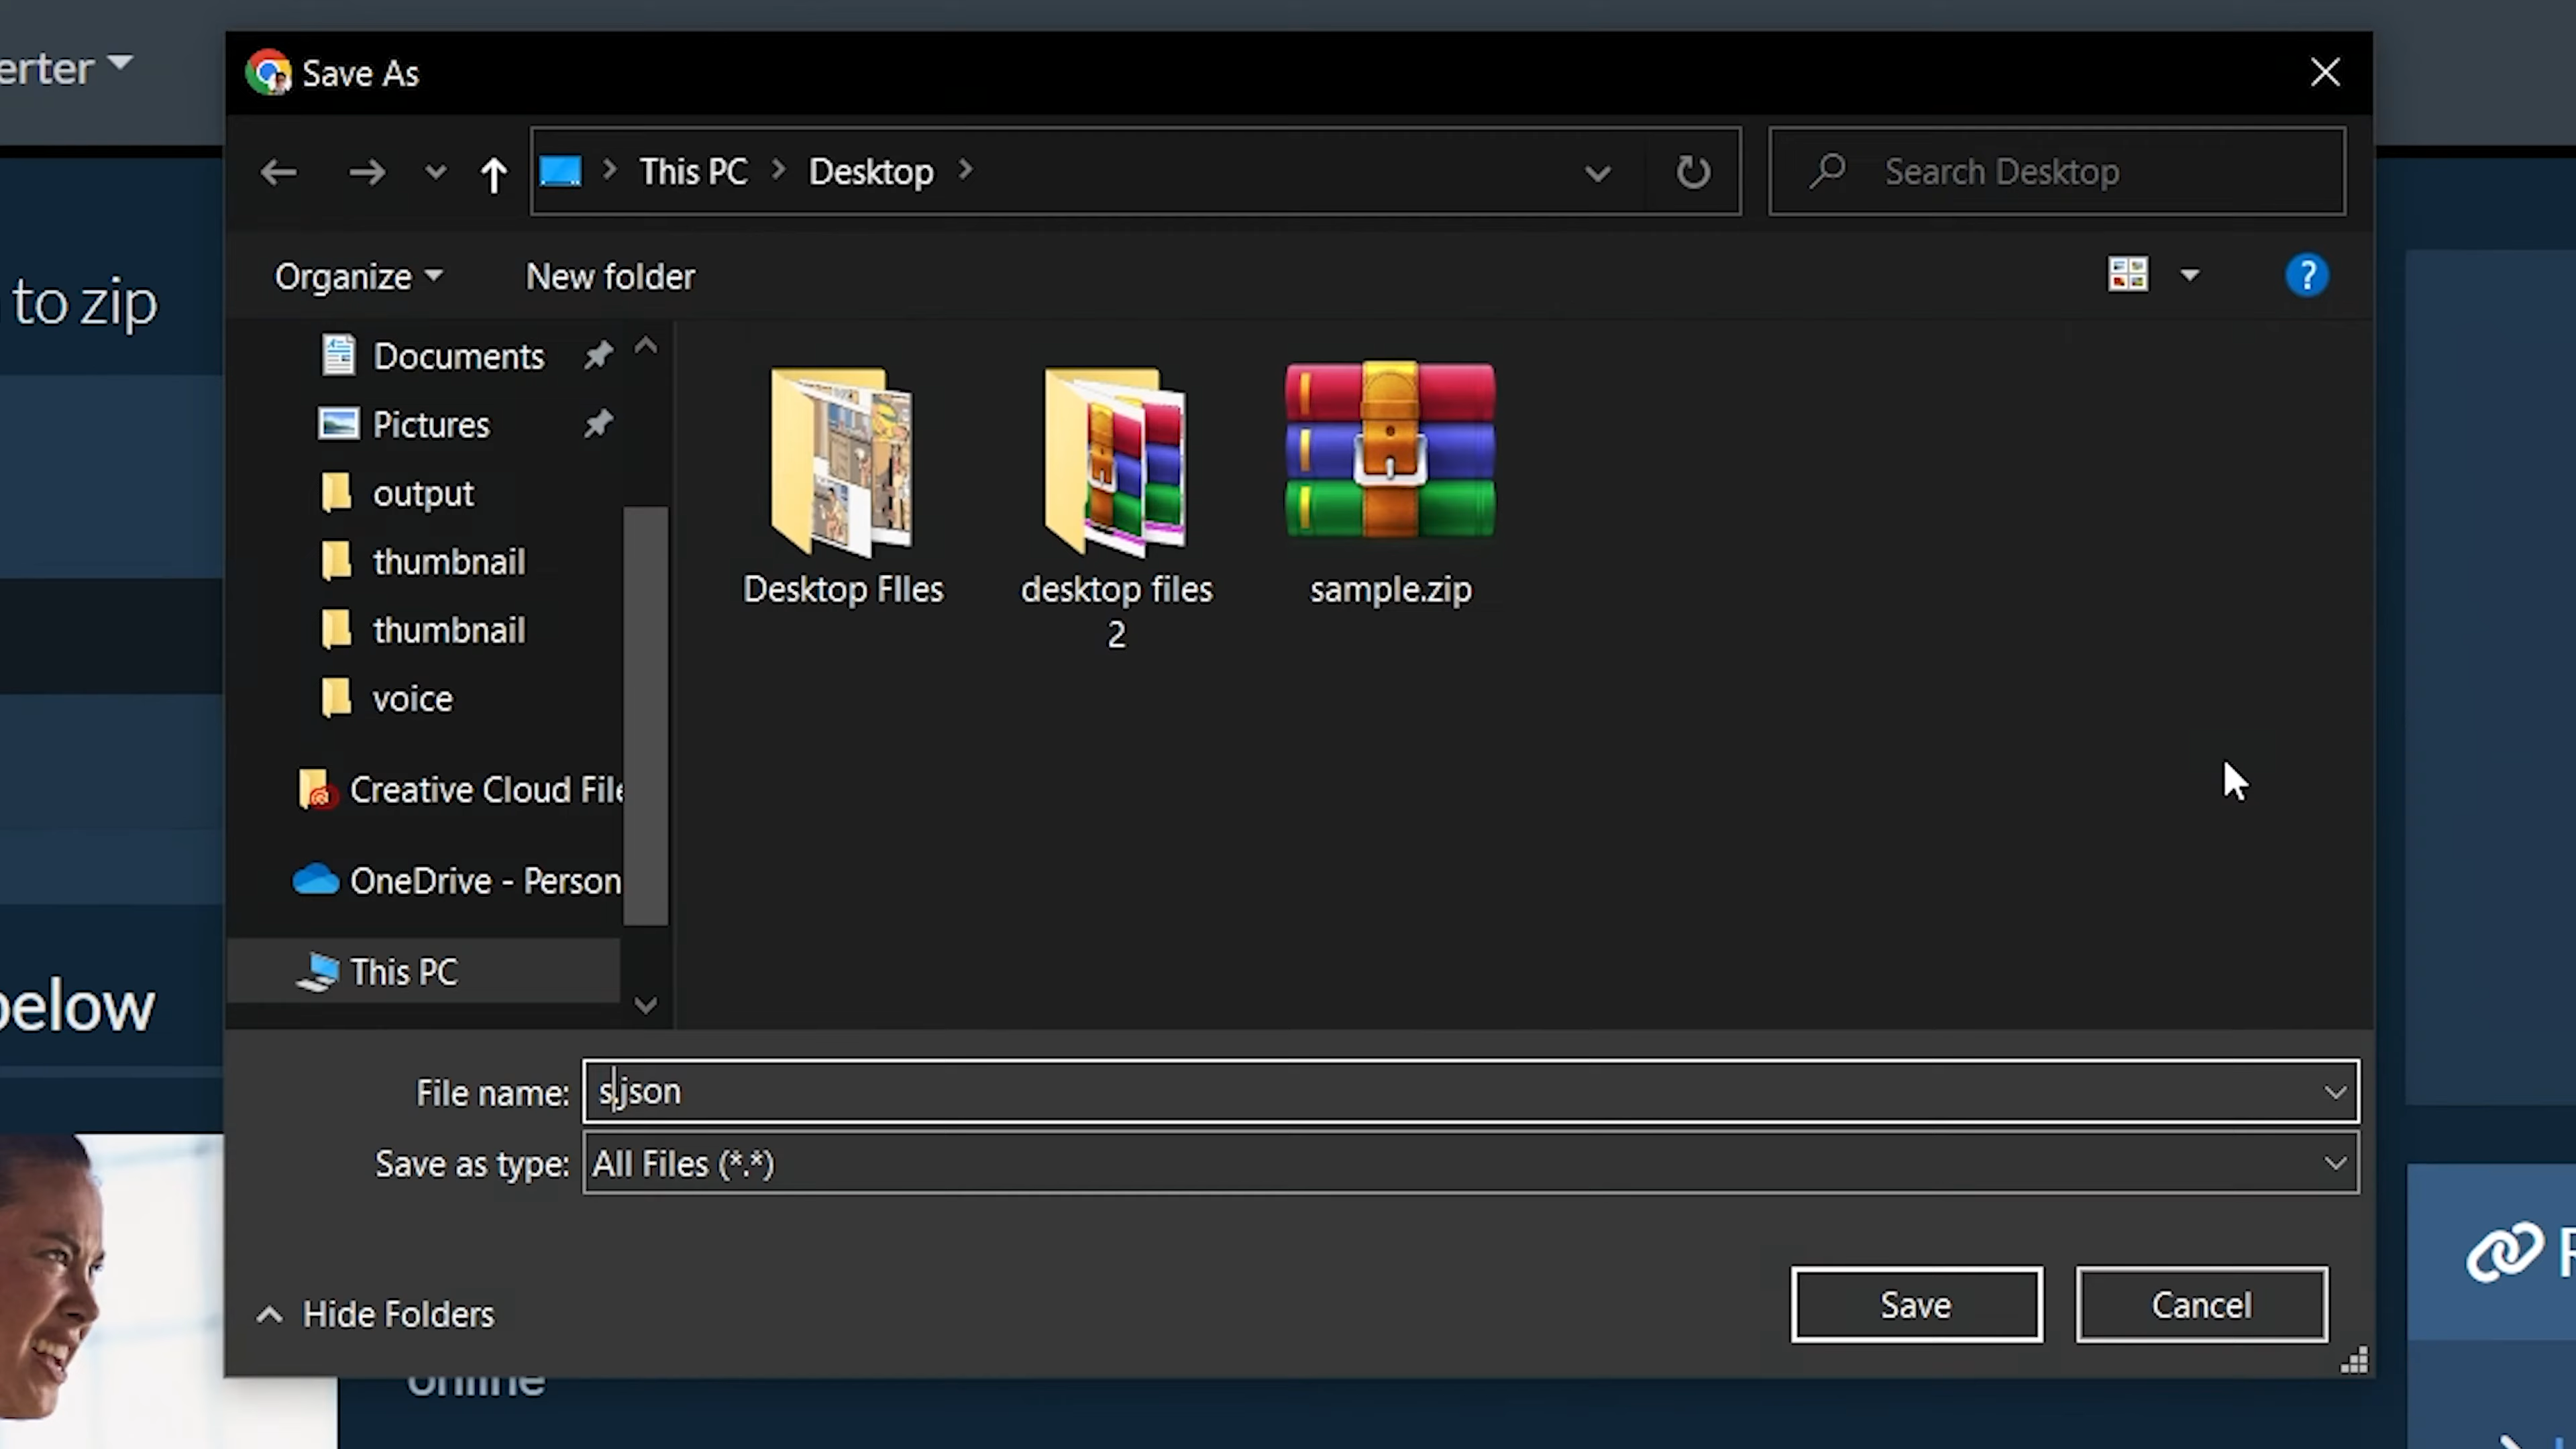 erter
Save As
This PC
Desktop
Search Desktop
Organize
New folder
?
to zip
Documents
Pictures
output
thumbnail
thumbnail
voice
Creative Cloud File
OneDrive - Person
This PC
Desktop FIles
desktop files
2
sample.zip
below
File name:
s.json
Save as type:
All Files (*.*)
Hide Folders
Save
Cancel
online